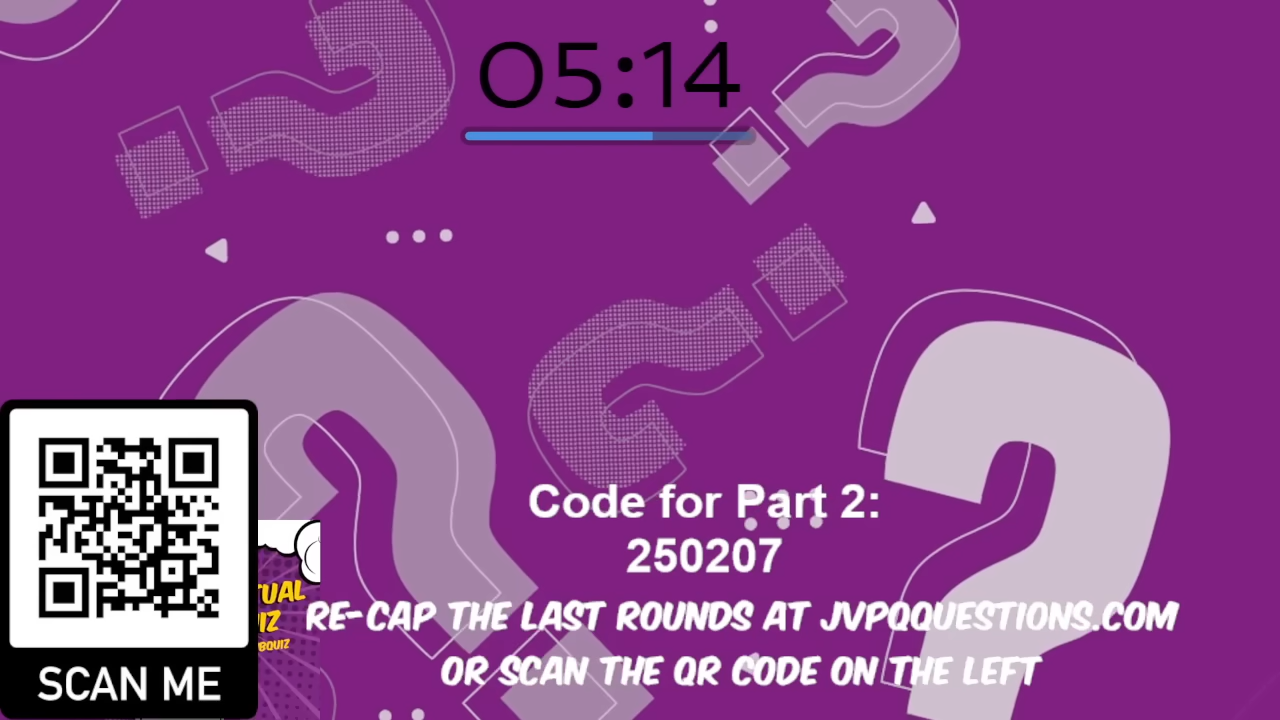 05:14
Code for Part 2:
250207
RE-CAP THE LAST ROUNDS AT JVPQQUESTIONS.COM
OR SCAN THE QR CODE ON THE LEFT
SCAN ME